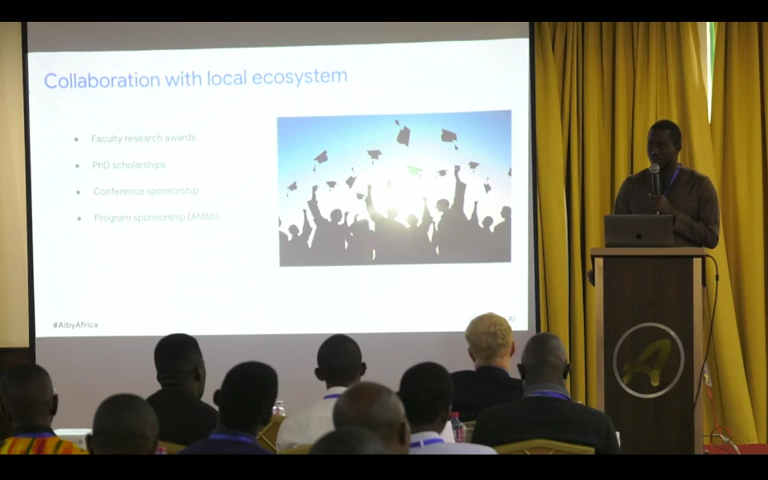 Collaboration with local ecosystem
Faculty research awards
PhD scholarships
Conference sponsorship
Program sponsorship (AMMI)
#AIbyAfrica